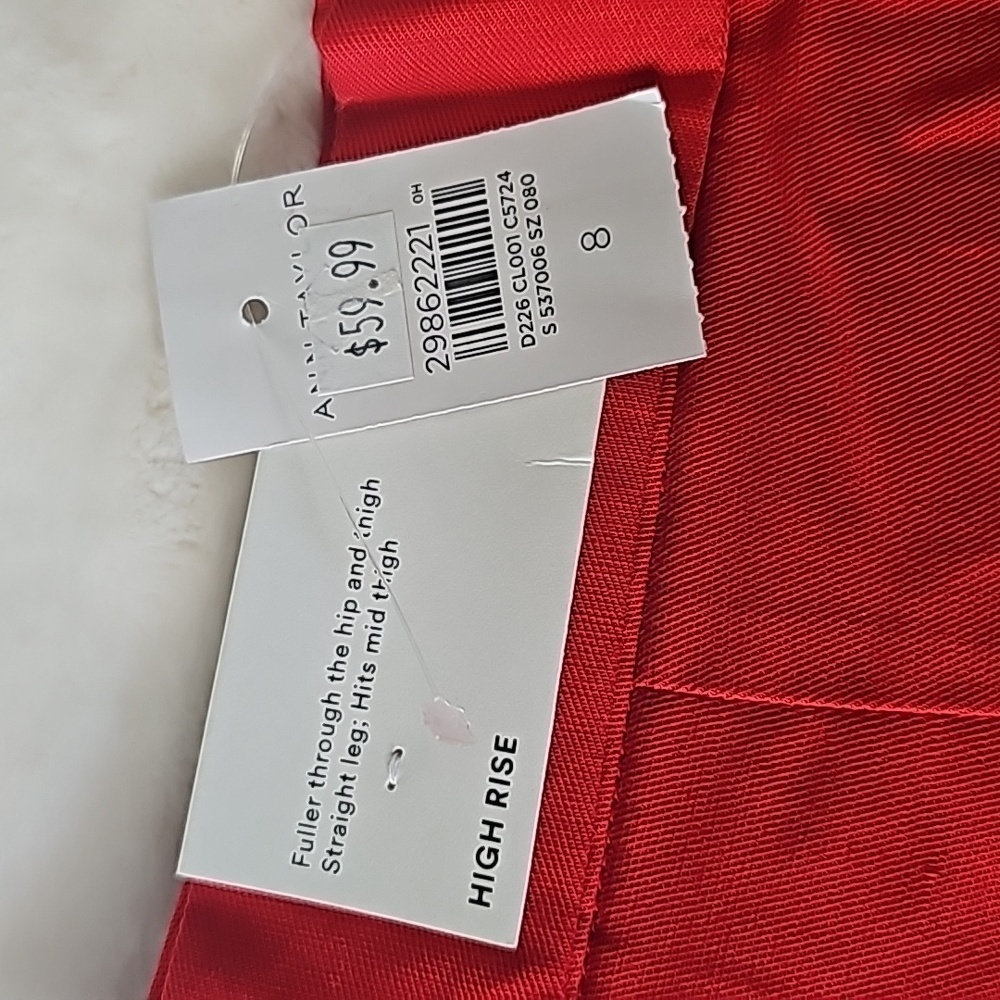 ANN TAYLOR
$59.99
29862221 OH
D226 CL001 C5724
S 537006 SZ 080
8
Fuller through the hip and thigh
Straight leg; Hits mid thigh
HIGH RISE